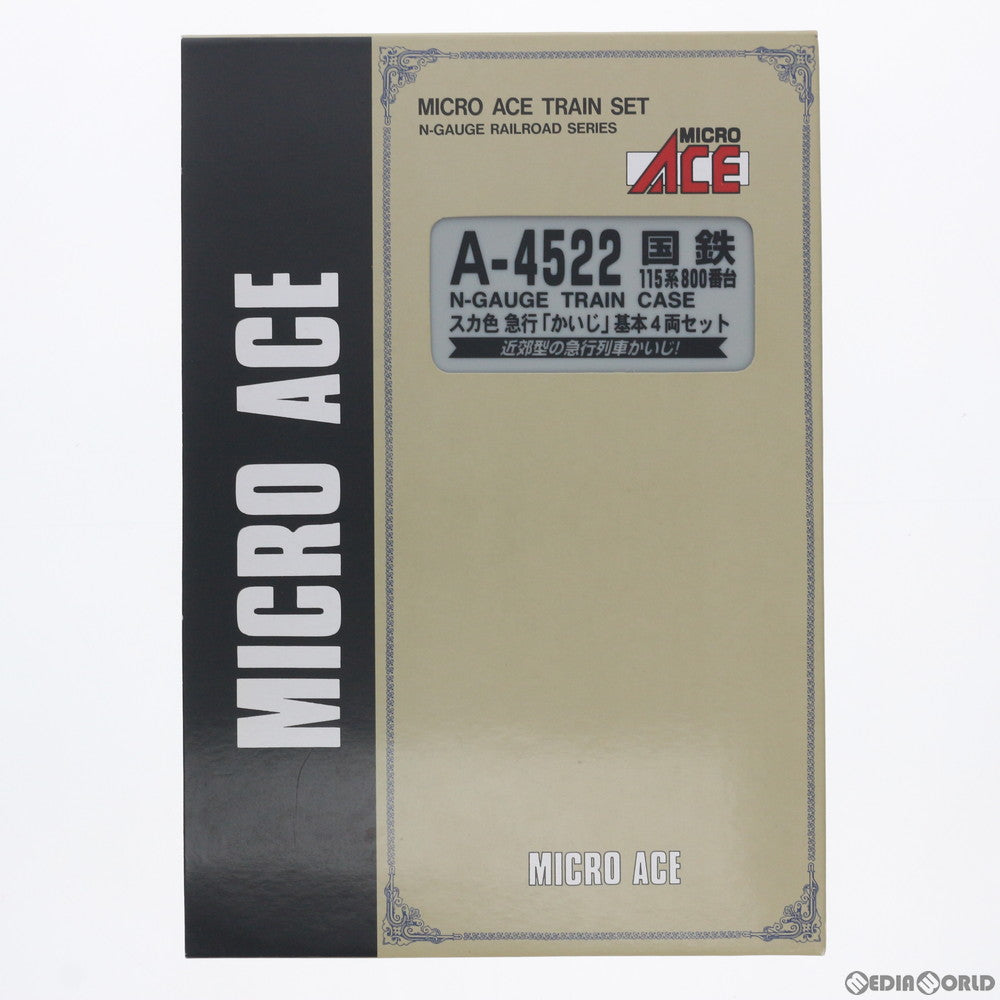 MICRO ACE
MICRO ACE TRAIN SET
N-GAUGE RAILROAD SERIES
MICRO
ACE
A-4522 国鉄
115系800番台
N-GAUGE TRAIN CASE
スカ色 急行「かいじ」基本4両セット
近郊型の急行列車かいじ!
MICRO ACE
MEDIAWORLD